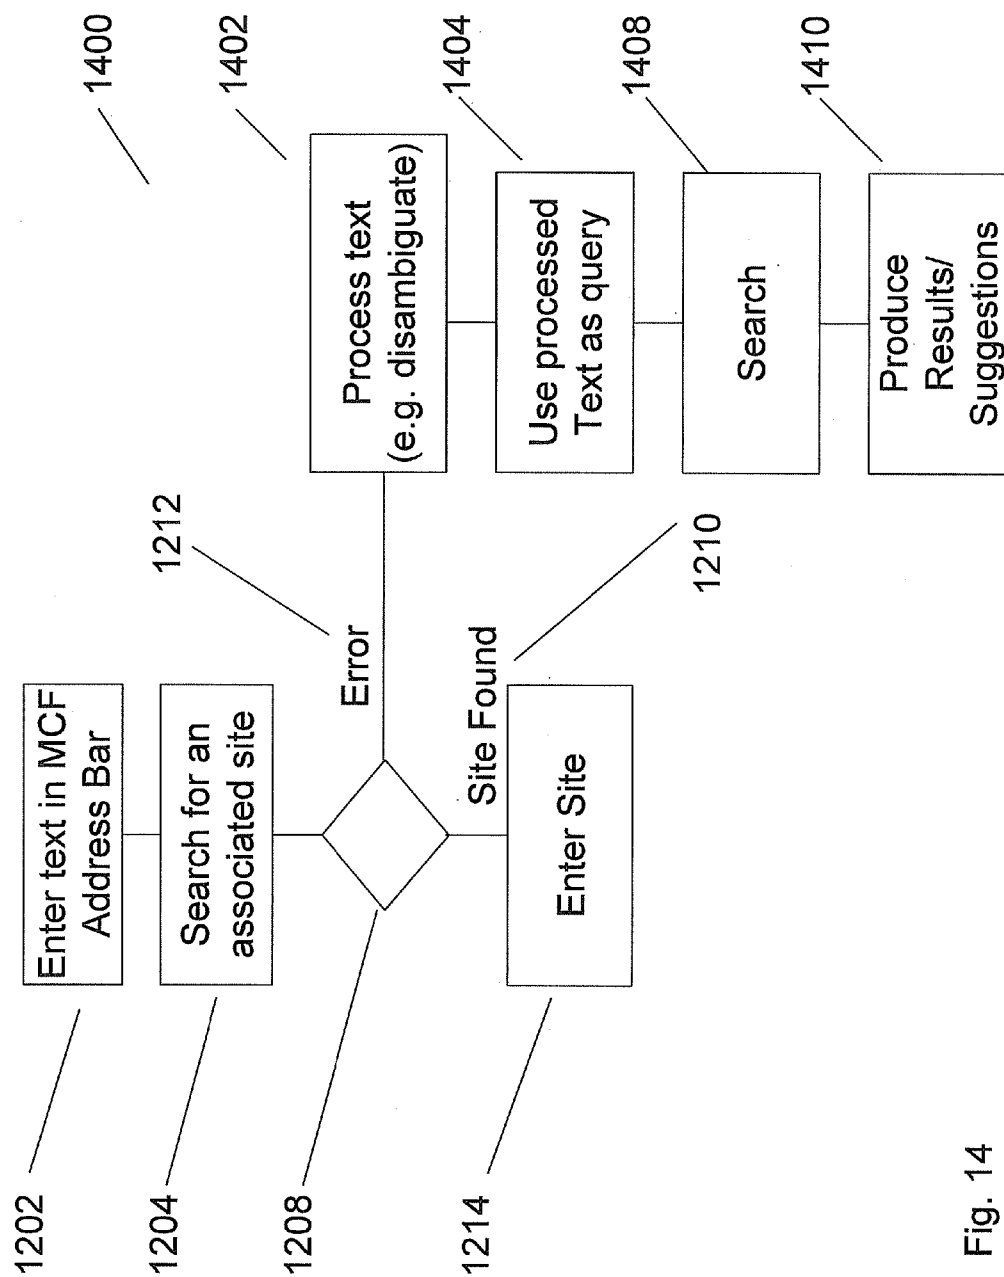 1400
1202
Enter text in MCF
Address Bar
1204
Search for an
associated site
1208
Error
1212
Site Found
1210
1214
Enter Site
1402
Process text
(e.g. disambiguate)
1404
Use processed
Text as query
1408
Search
1410
Produce
Results/
Suggestions
Fig. 14